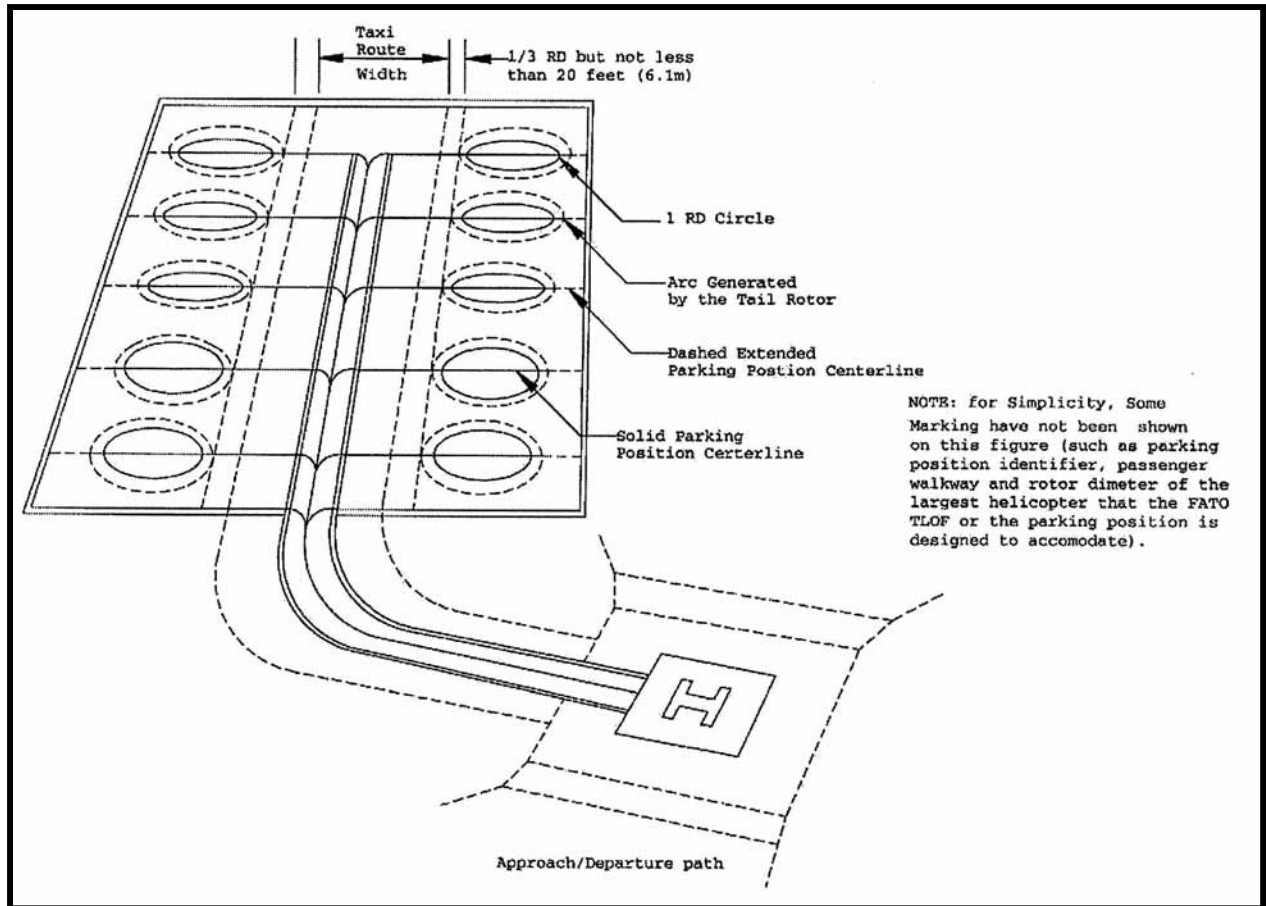 Taxi
Route
Width
1/3 RD but not less
than 20 feet (6.1m)
1 RD Circle
Arc Generated
by the Tail Rotor
Dashed Extended
Parking Postion Centerline
Solid Parking
Position Certerline
NOTE: for Simplicity, Some
Marking have not been shown
on this figure (such as parking
position identifier, passenger
walkway and rotor dimeter of the
largest helicopter that the FATO
TLOF or the parking position is
designed to accomodate).
H
Approach/Departure path